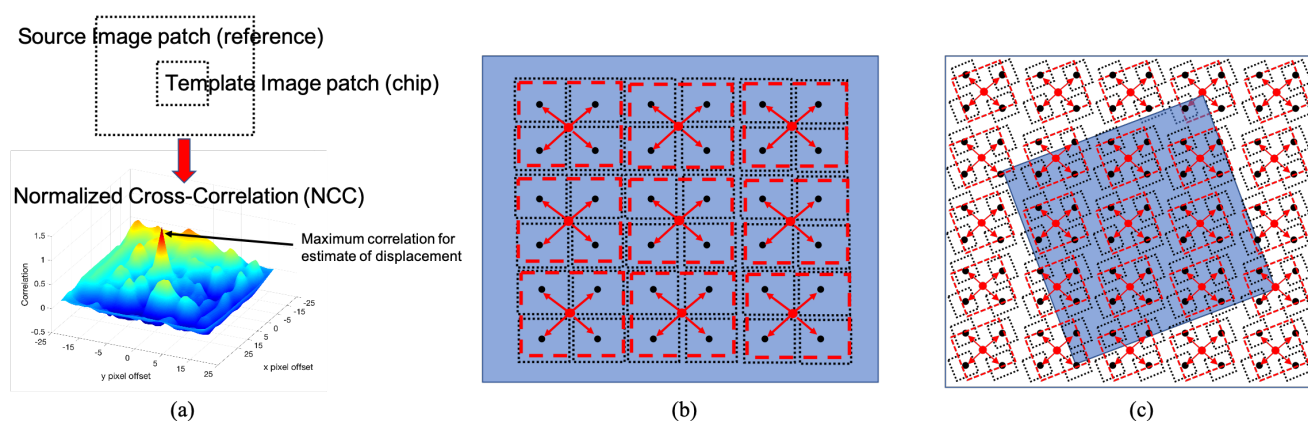 Source Image patch (reference)
Template Image patch (chip)
Normalized Cross-Correlation (NCC)
Maximum correlation for
estimate of displacement
Correlation
1.5
1
0.5
0
-0.5
-25
-15
-5
0
5
15
25
y pixel offset
-25
-15
-5
0
5
15
25
x pixel offset
(a)
(b)
(c)